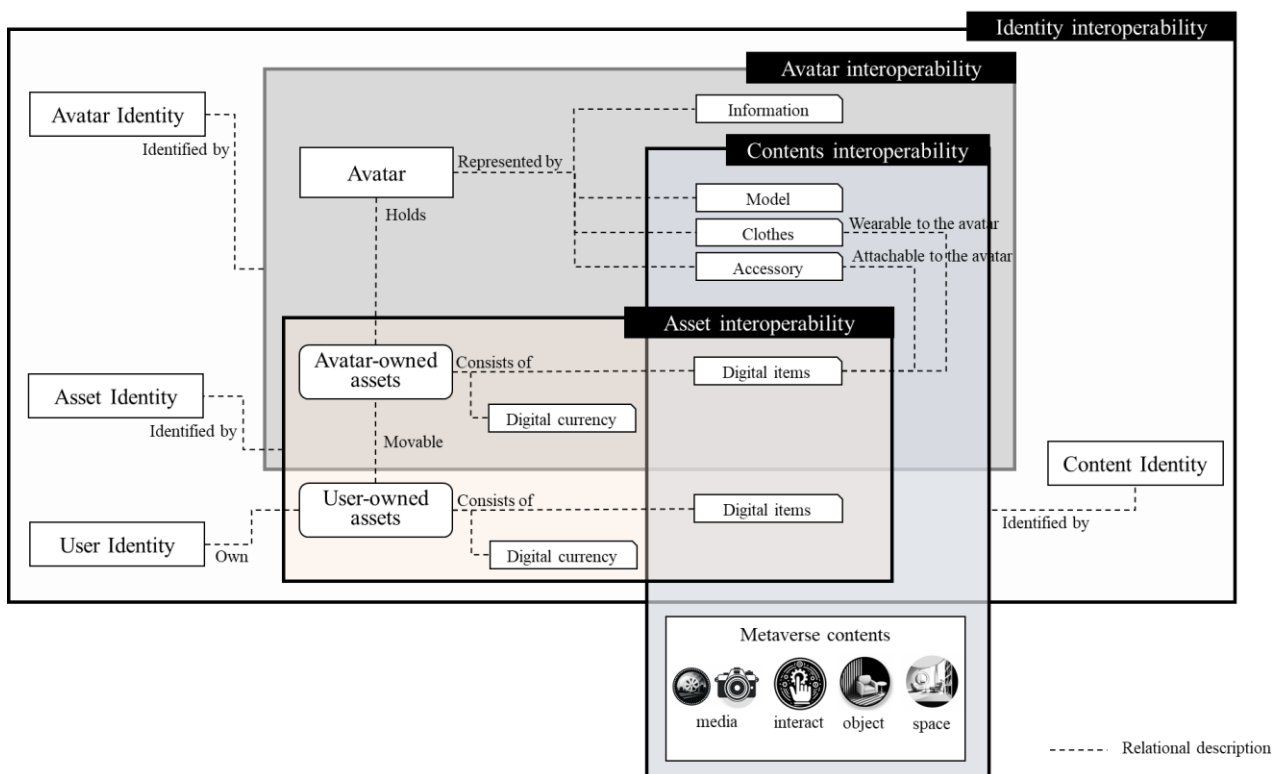 Identity interoperability
Avatar interoperability
Avatar Identity
Identified by
Information
Contents interoperability
Avatar
Represented by
Holds
Model
Clothes
Wearable to the avatar
Accessory
Attachable to the avatar
Asset interoperability
Avatar-owned
assets
Consists of
Digital items
Digital currency
Asset Identity
Identified by
Movable
Content Identity
Identified by
User-owned
assets
Consists of
Digital items
Digital currency
User Identity
Own
Metaverse contents
media
interact
object
space
Relational description